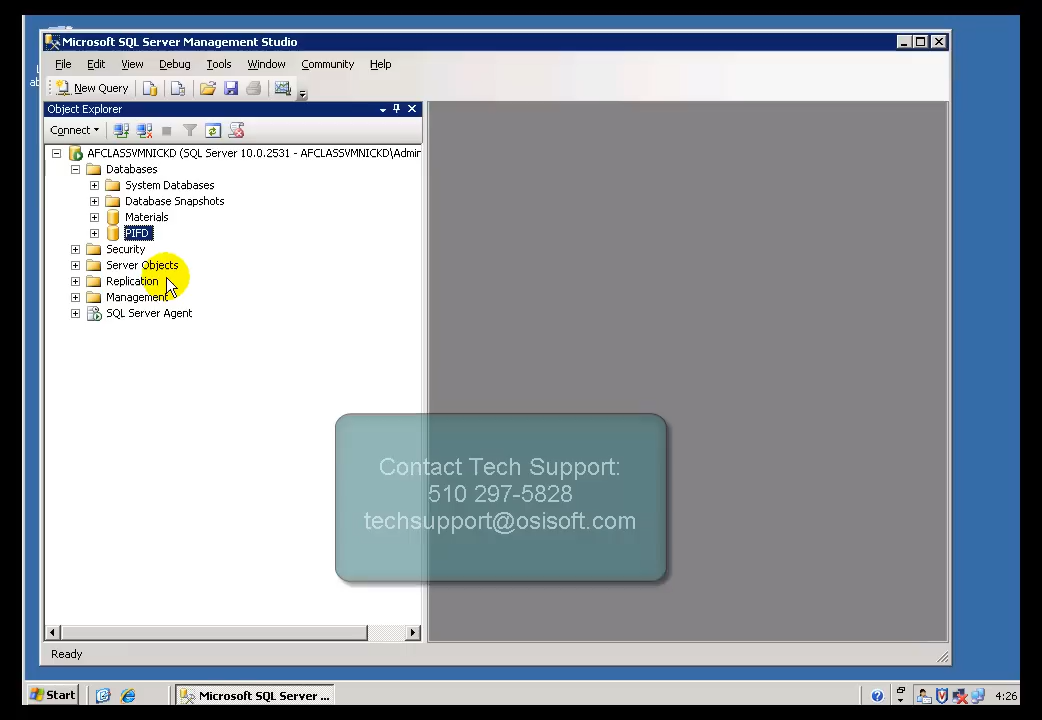 Microsoft SQL Server Management Studio
File Edit View Debug Tools Window Community Help
New Query
Object Explorer
Connect
AFCLASSVMNICKD (SQL Server 10.0.2531 - AFCLASSVMNICKD\Admir
Databases
System Databases
Database Snapshots
Materials
PIFD
Security
Server Objects
Replication
Management
SQL Server Agent
Contact Tech Support:
510 297-5828
techsupport@osisoft.com
Ready
Start
Microsoft SQL Server ...
4:26